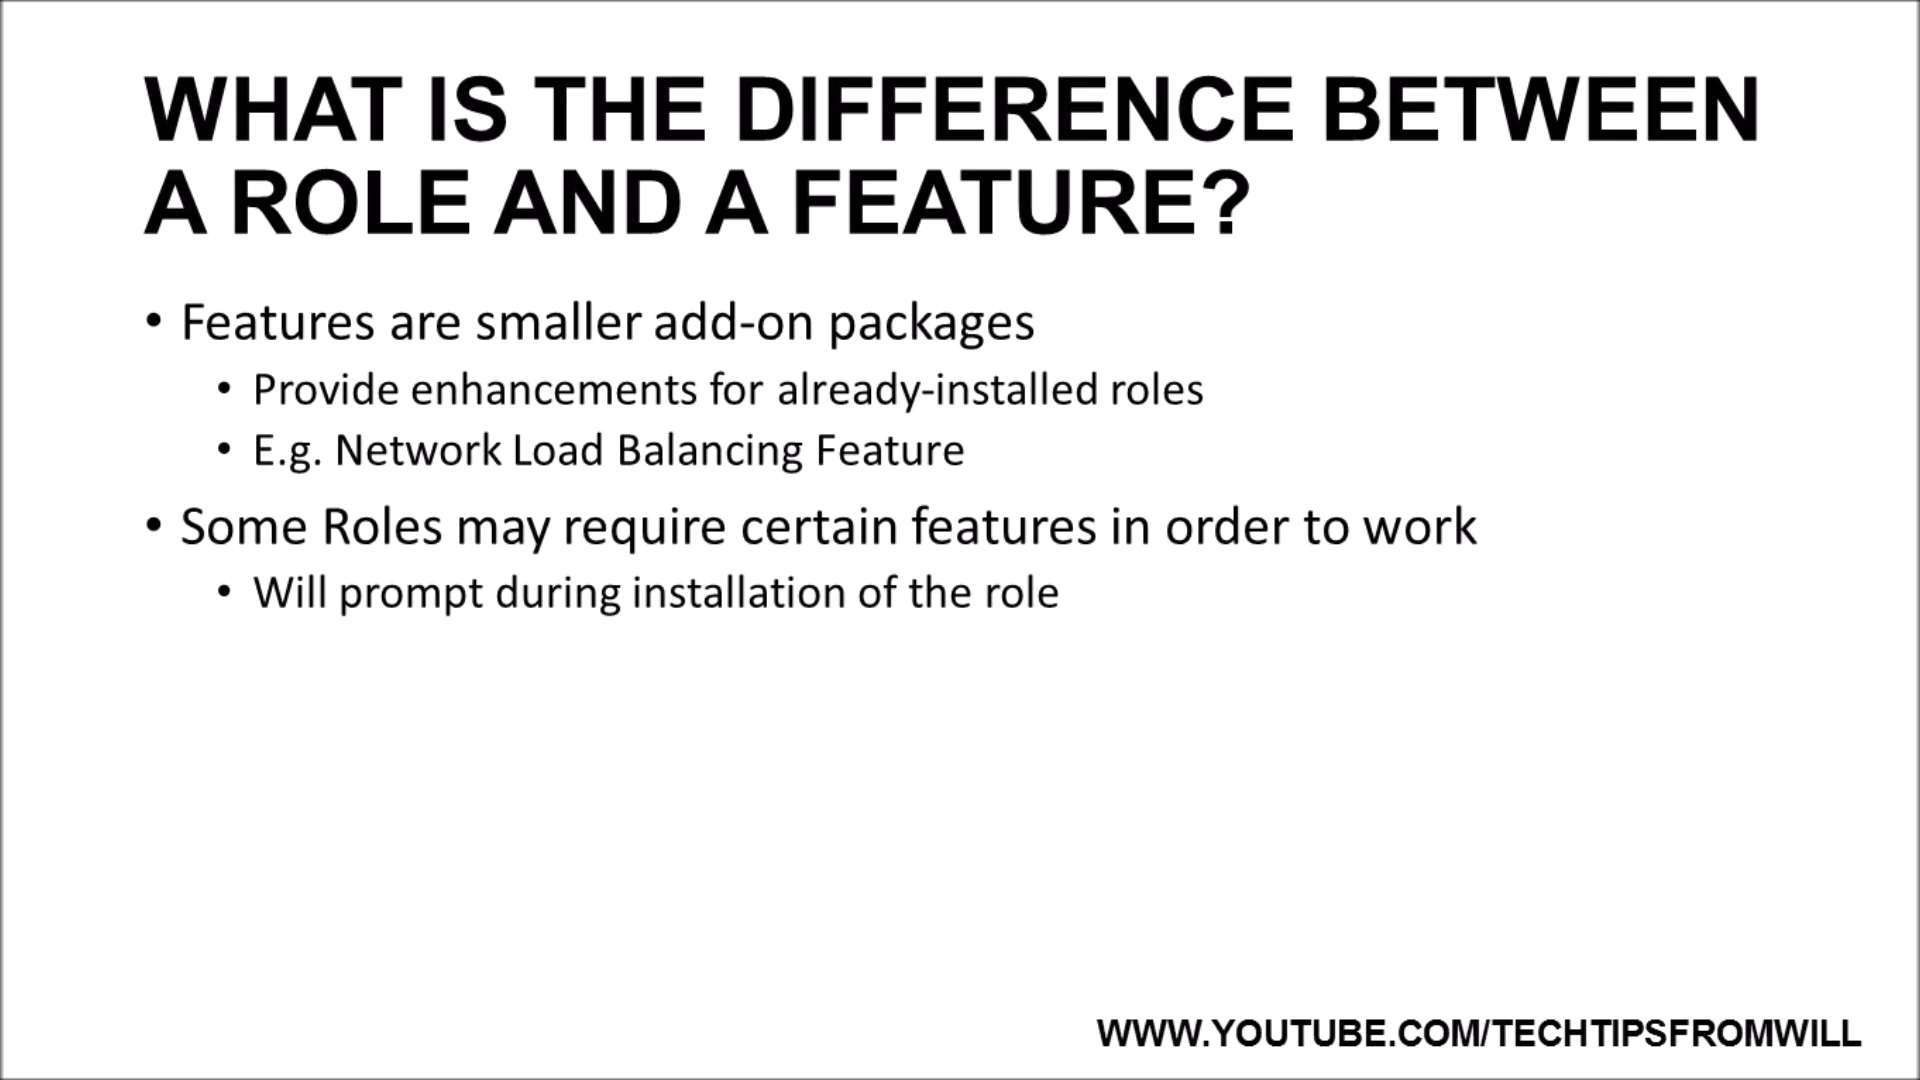 WHAT IS THE DIFFERENCE BETWEEN
A ROLE AND A FEATURE?
• Features are smaller add-on packages
• Provide enhancements for already-installed roles
• E.g. Network Load Balancing Feature
• Some Roles may require certain features in order to work
• Will prompt during installation of the role
WWW.YOUTUBE.COM/TECHTIPSFROMWILL